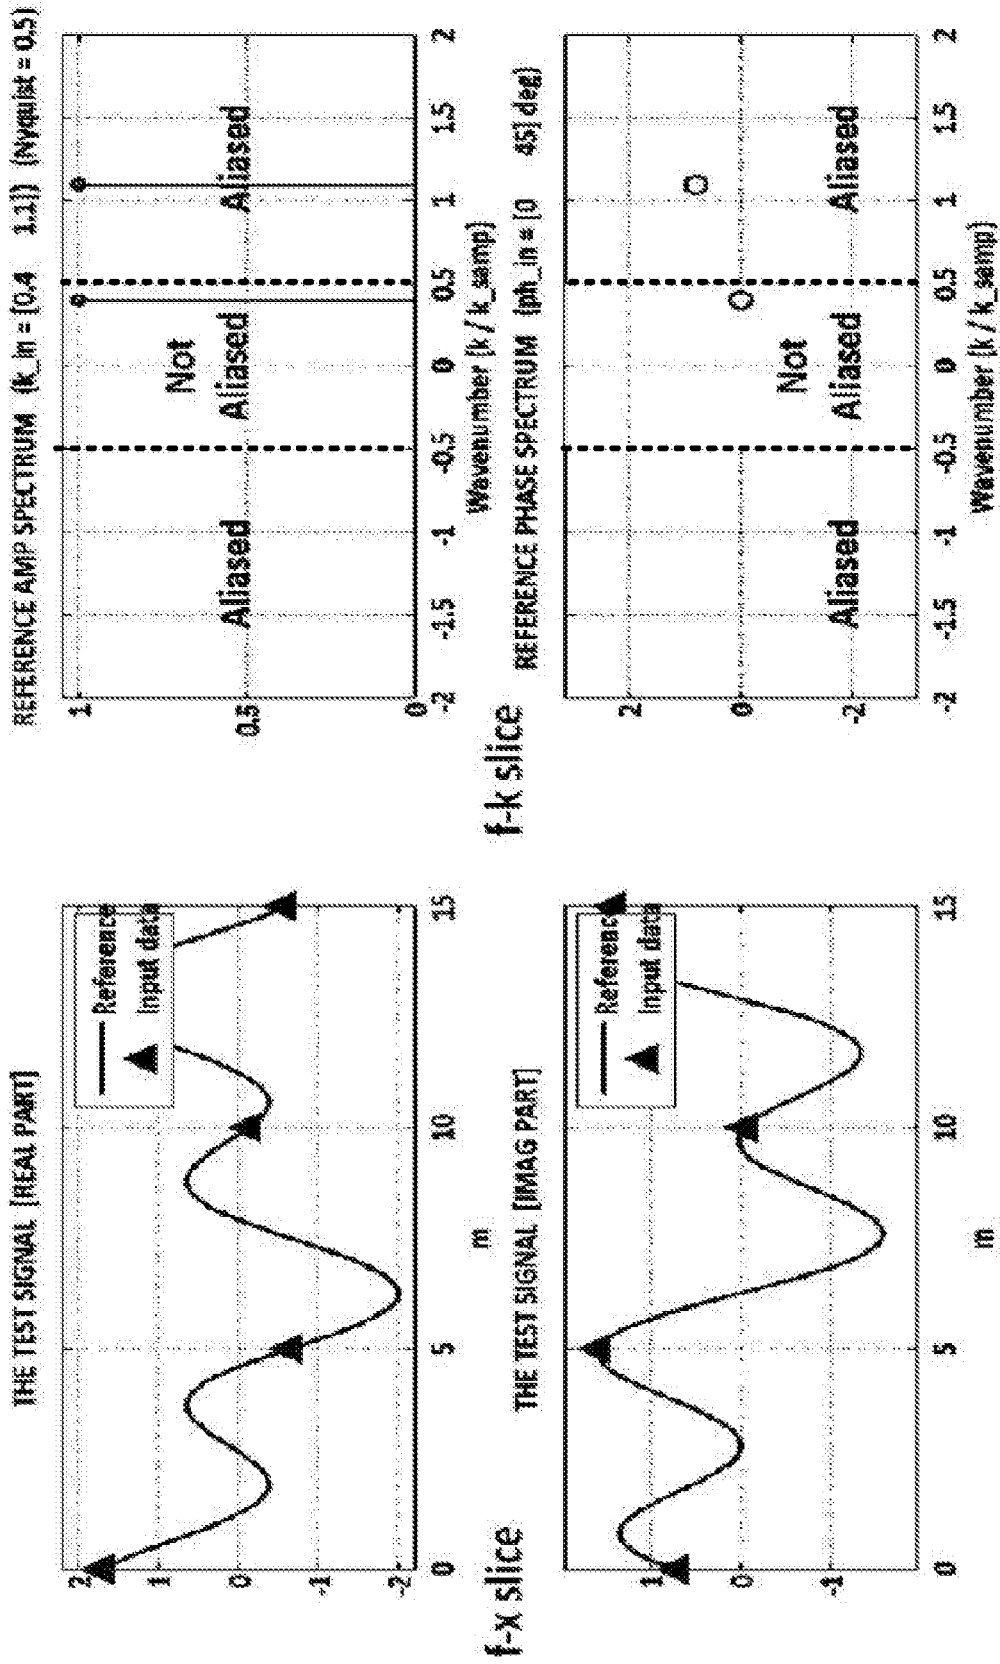 THE TEST SIGNAL [REAL PART]
2
1
0
-1
-2
Reference
Input data
0
5
10
15
m
REFERENCE AMP SPECTRUM (k_in = [0.4 1.1]) (Nyquist = 0.5)
1
0.5
0
Aliased
Not
Aliased
Aliased
-2
-1.5
-1
-0.5
0
0.5
1
1.5
2
Wavenumber [k / k_samp]
f-x slice
f-k slice
THE TEST SIGNAL [IMAG PART]
1
0
-1
Reference
Input data
0
5
10
15
m
REFERENCE PHASE SPECTRUM (ph_in = [0 45] deg)
2
0
-2
Aliased
Not
Aliased
Aliased
-2
-1.5
-1
-0.5
0
0.5
1
1.5
2
Wavenumber [k / k_samp]